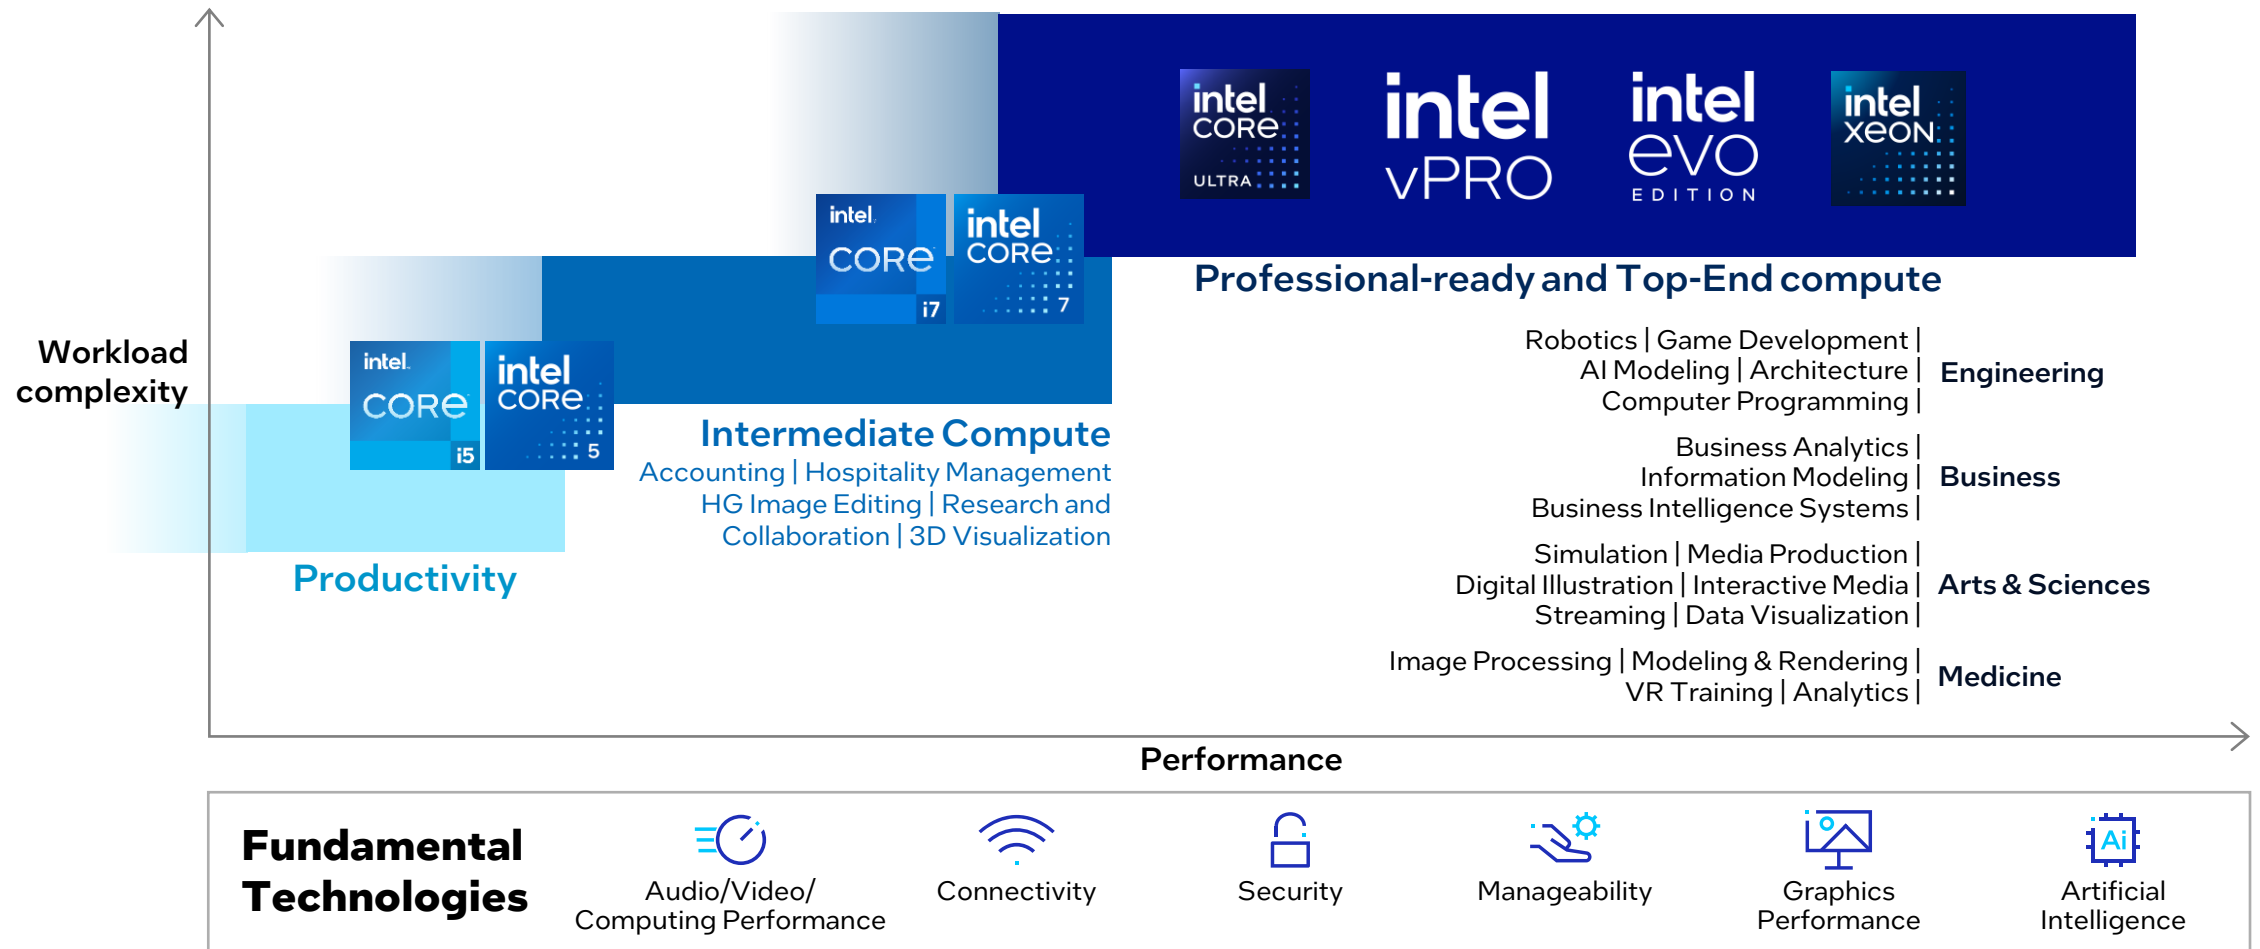 intel
CORe
ULTRA
intel
vPRO
intel
evo
EDITION
intel
xeon
intel.
CORe
i7
intel
CORe
7
Professional-ready and Top-End compute
Workload
complexity
intel.
CORe
i5
intel
CORe
5
Intermediate Compute
Accounting | Hospitality Management
HG Image Editing | Research and
Collaboration | 3D Visualization
Productivity
Robotics | Game Development |
AI Modeling | Architecture |
Computer Programming |
Engineering
Business Analytics |
Information Modeling |
Business Intelligence Systems |
Business
Simulation | Media Production |
Digital Illustration | Interactive Media |
Streaming | Data Visualization |
Arts & Sciences
Image Processing | Modeling & Rendering |
VR Training | Analytics |
Medicine
Performance
Fundamental
Technologies
Audio/Video/
Computing Performance
Connectivity
Security
Manageability
Graphics
Performance
Ai
Artificial
Intelligence